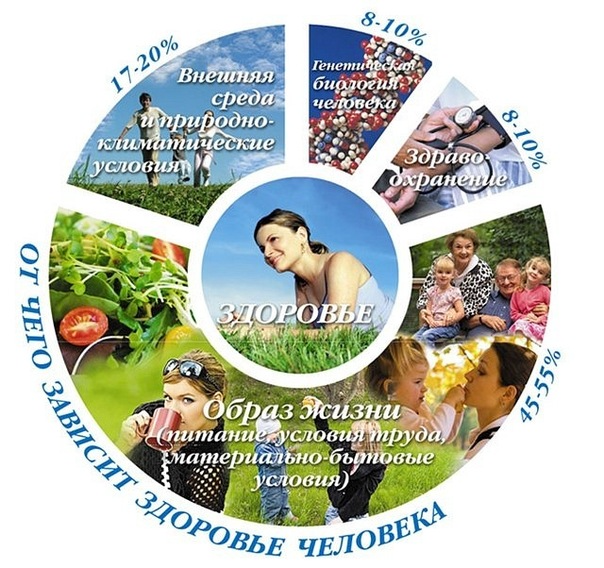 17-20%
Внешняя
среда
и природно-
климатические
условия
8-10%
Генетическая
биология
человека
8-10%
Здраво-
охранение
ЗДОРОВЬЕ
45-55%
Образ жизни
(питание, условия труда,
материально-бытовые
условия)
ОТ ЧЕГО ЗАВИСИТ ЗДОРОВЬЕ ЧЕЛОВЕКА